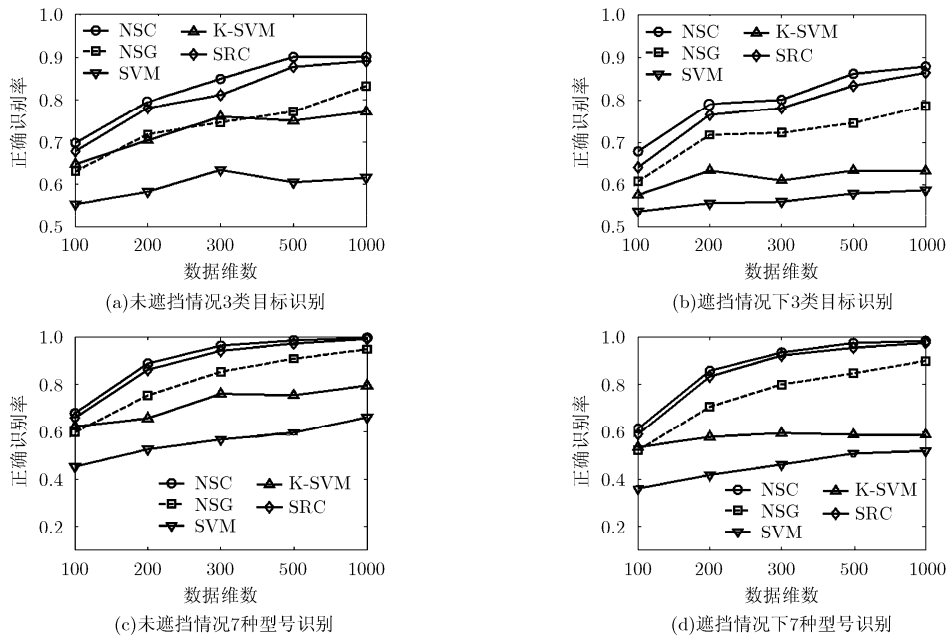 1.0
0.9
0.8
0.7
0.6
0.5
正确识别率
NSC
NSG
SVM
K-SVM
SRC
100 200 300 500 1000
数据维数
(a)未遮挡情况3类目标识别
1.0
0.9
0.8
0.7
0.6
0.5
正确识别率
NSC
NSG
SVM
K-SVM
SRC
100 200 300 500 1000
数据维数
(b)遮挡情况下3类目标识别
1.0
0.8
0.6
0.4
0.2
正确识别率
NSC
NSG
SVM
K-SVM
SRC
100 200 300 500 1000
数据维数
(c)未遮挡情况7种型号识别
1.0
0.8
0.6
0.4
0.2
正确识别率
NSC
NSG
SVM
K-SVM
SRC
100 200 300 500 1000
数据维数
(d)遮挡情况下7种型号识别